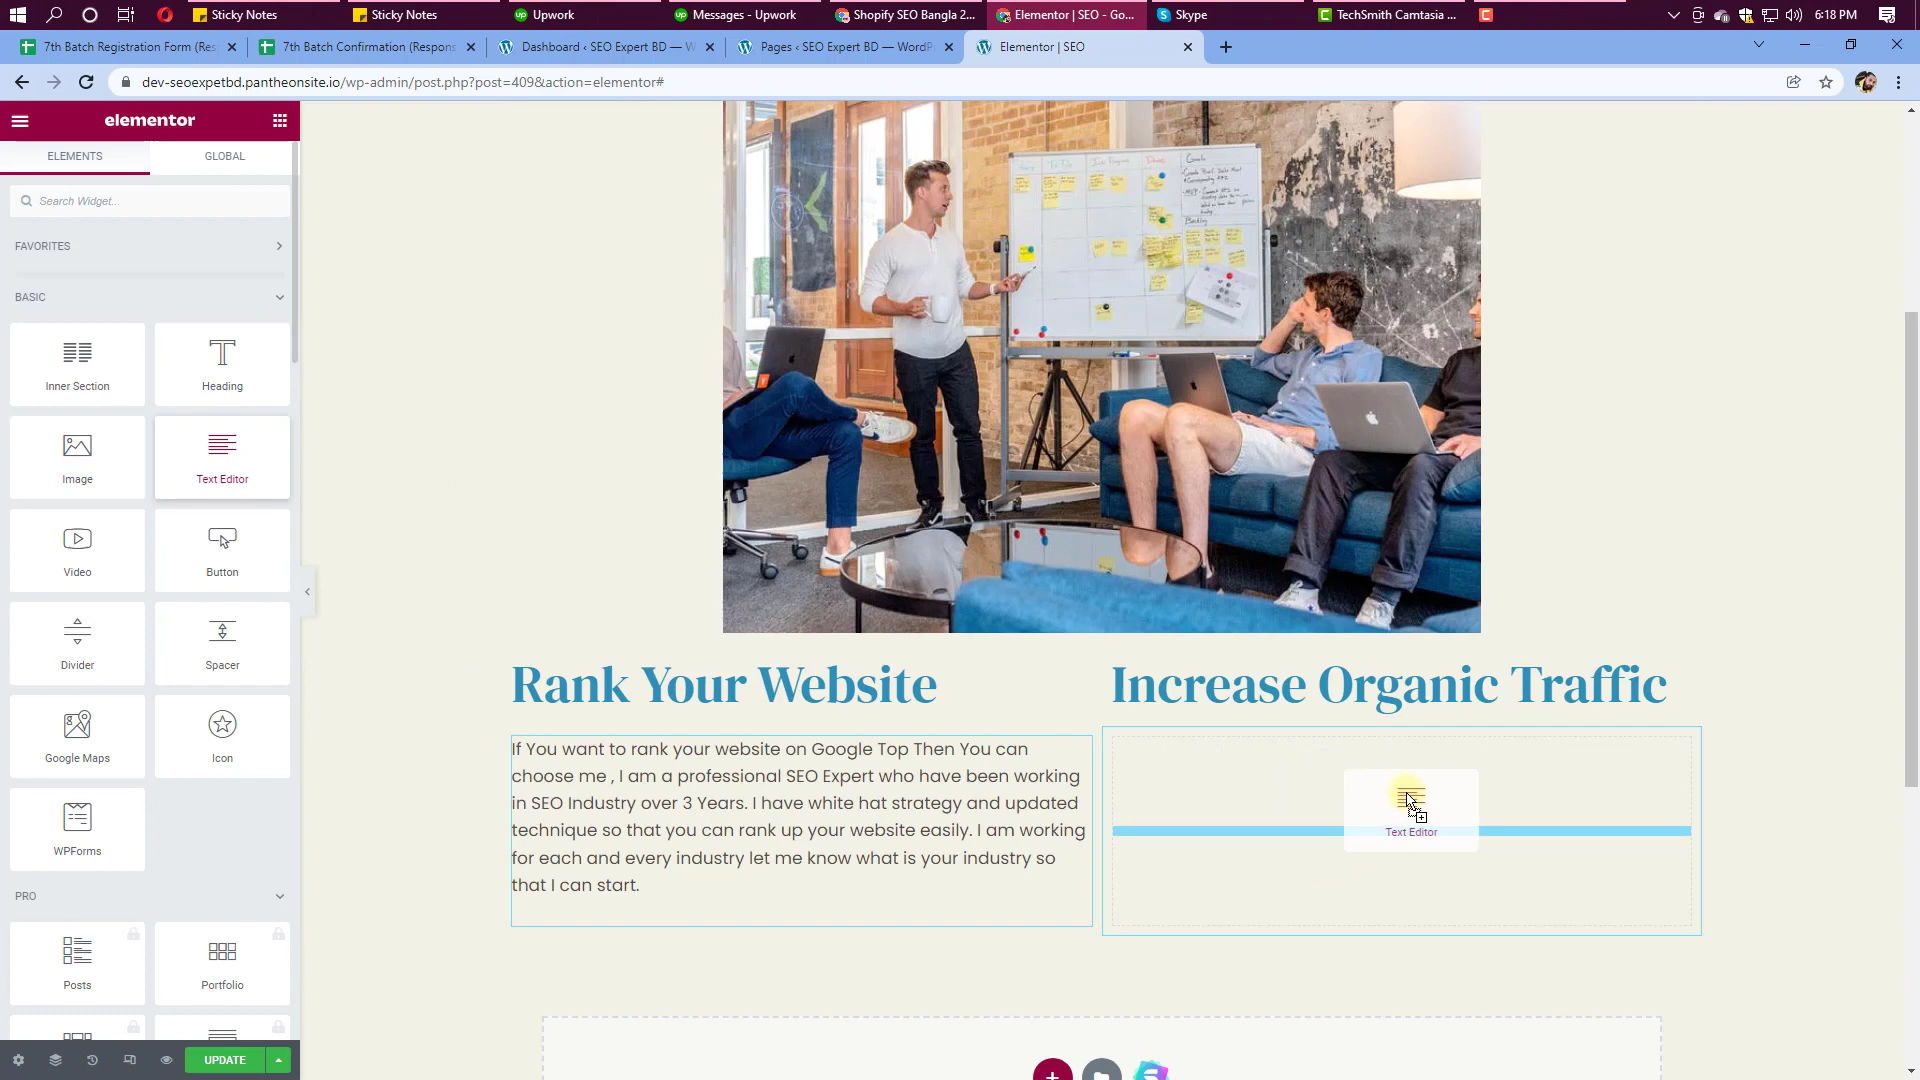 Sticky Notes
Sticky Notes
Upwork
Messages - Upwork
Shopify SEO Bangla 2...
Elementor | SEO - Go...
Skype
TechSmith Camtasia ...
6:18 PM
7th Batch Registration Form (Res
7th Batch Confirmation (Respons
Dashboard ‹ SEO Expert BD — W
Pages ‹ SEO Expert BD — WordP
Elementor | SEO
dev-seoexpetbd.pantheonsite.io/wp-admin/post.php?post=409&action=elementor#
elementor
ELEMENTS
GLOBAL
Search Widget...
FAVORITES
BASIC
Inner Section
Heading
Image
Text Editor
Video
Button
Divider
Spacer
Google Maps
Icon
WPForms
PRO
Posts
Portfolio
UPDATE
Rank Your Website
If You want to rank your website on Google Top Then You can
choose me , I am a professional SEO Expert who have been working
in SEO Industry over 3 Years. I have white hat strategy and updated
technique so that you can rank up your website easily. I am working
for each and every industry let me know what is your industry so
that I can start.
Increase Organic Traffic
Text Editor